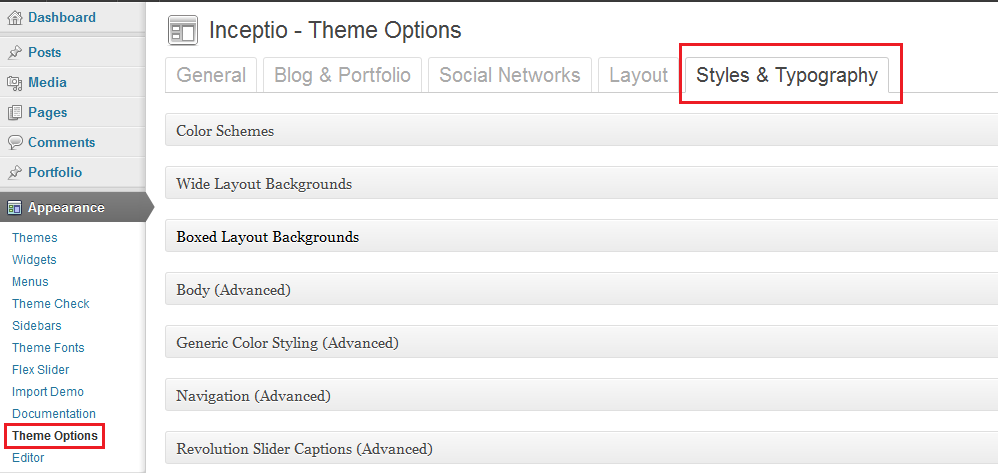 Dashboard
Posts
Media
Pages
Comments
Portfolio
Appearance
Themes
Widgets
Menus
Theme Check
Sidebars
Theme Fonts
Flex Slider
Import Demo
Documentation
Theme Options
Editor
Inceptio - Theme Options
General Blog & Portfolio Social Networks Layout Styles & Typography
Color Schemes
Wide Layout Backgrounds
Boxed Layout Backgrounds
Body (Advanced)
Generic Color Styling (Advanced)
Navigation (Advanced)
Revolution Slider Captions (Advanced)